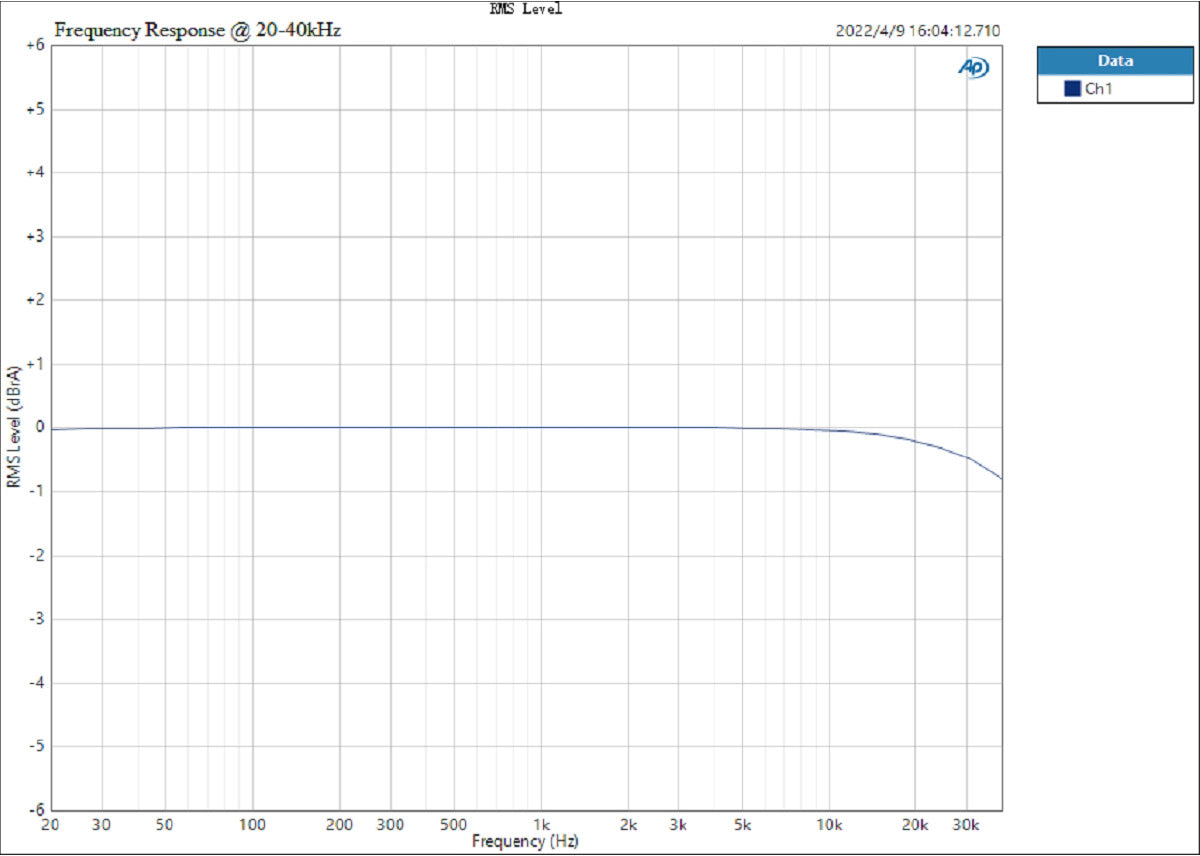 RMS Level
Frequency Response @ 20-40kHz
2022/4/9 16:04:12.710
AP
Data
Ch1
+6
+5
+4
+3
+2
+1
0
-1
-2
-3
-4
-5
-6
RMS Level (dBrA)
20 30 50 100 200 300 500 1k 2k 3k 5k 10k 20k 30k
Frequency (Hz)